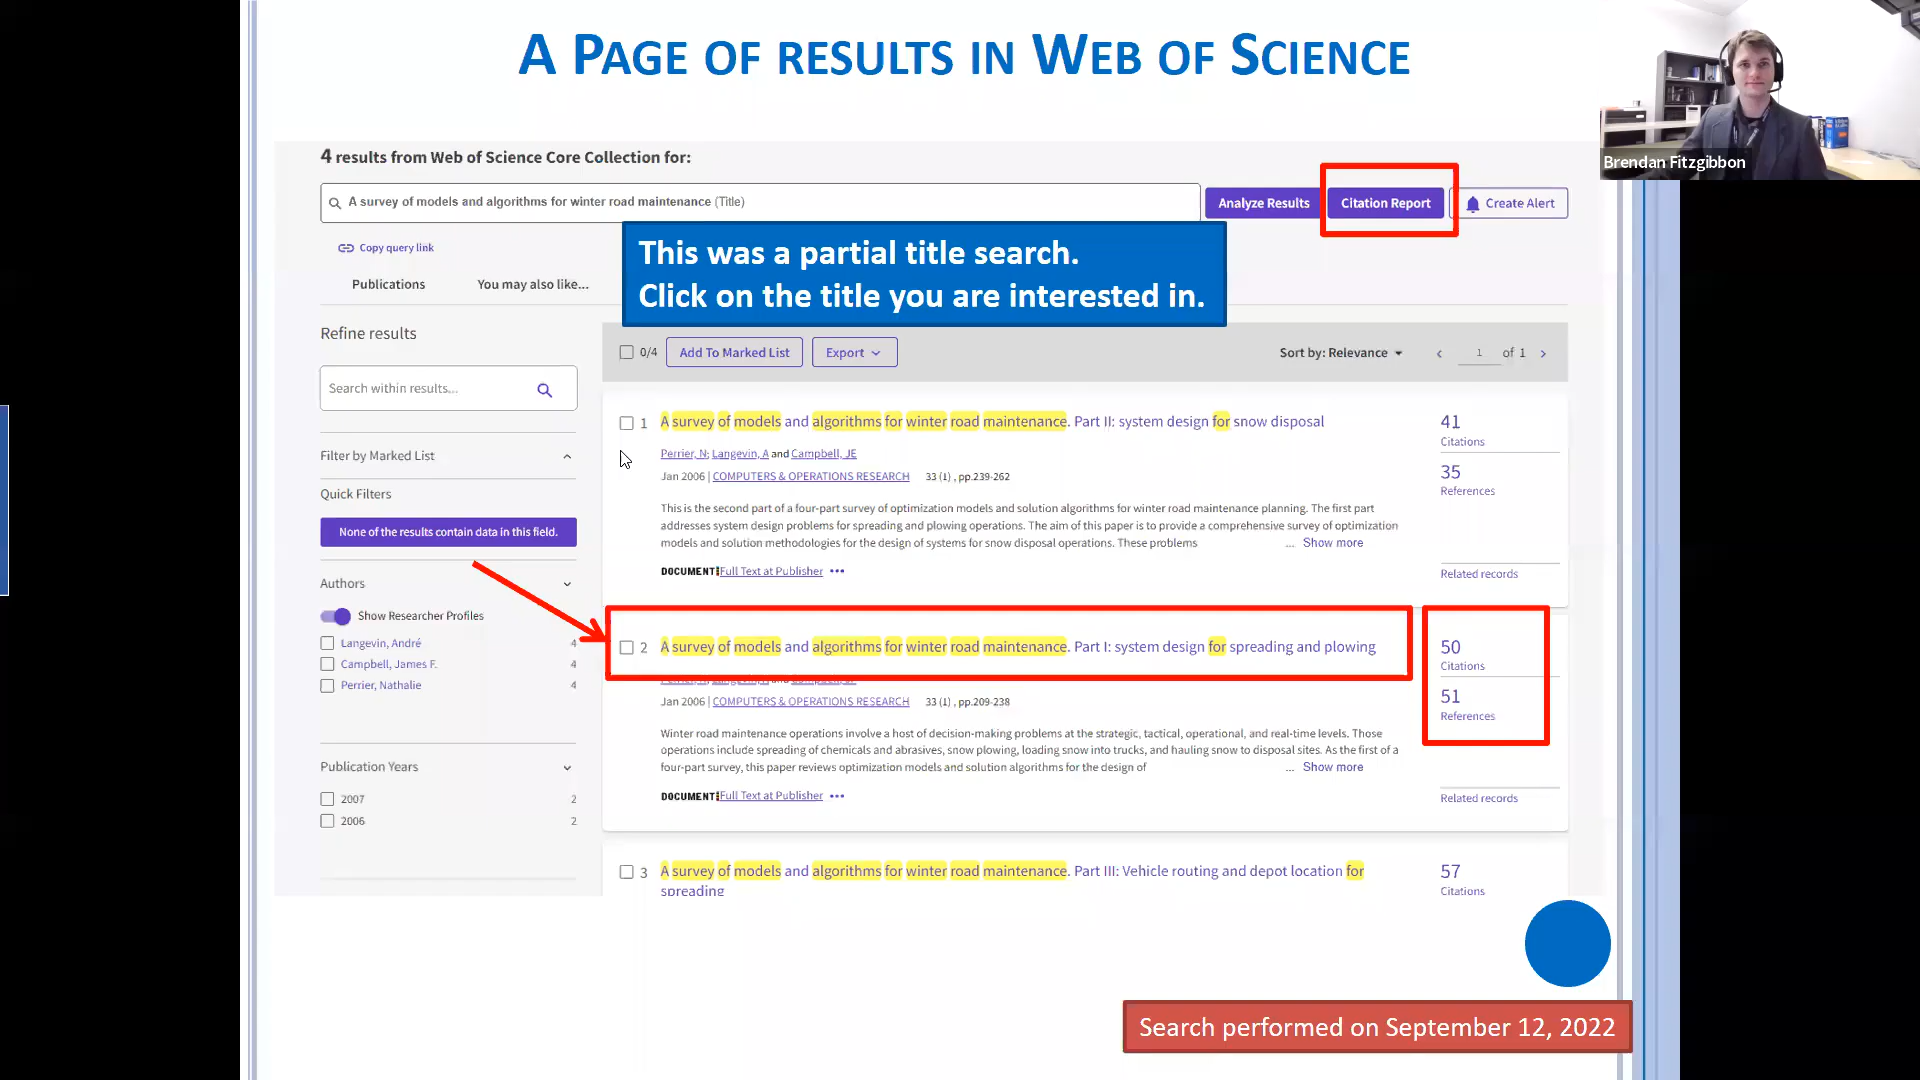 A PAGE OF RESULTS IN WEB OF SCIENCE
Brendan Fitzgibbon
4 results from Web of Science Core Collection for:
A survey of models and algorithms for winter road maintenance (Title)
Analyze Results
Citation Report
Create Alert
Copy query link
This was a partial title search.
Click on the title you are interested in.
Publications
You may also like...
Refine results
Search within results...
Filter by Marked List
Quick Filters
None of the results contain data in this field.
Authors
Show Researcher Profiles
Langevin, André 4
Campbell, James F. 4
Perrier, Nathalie 4
Publication Years
2007 2
2006 2
0/4
Add To Marked List
Export
Sort by: Relevance
1 of 1
1 A survey of models and algorithms for winter road maintenance. Part II: system design for snow disposal
Perrier, N; Langevin, A and Campbell, JE
Jan 2006 | COMPUTERS & OPERATIONS RESEARCH 33 (1) , pp.239-262
This is the second part of a four-part survey of optimization models and solution algorithms for winter road maintenance planning. The first part
addresses system design problems for spreading and plowing operations. The aim of this paper is to provide a comprehensive survey of optimization
models and solution methodologies for the design of systems for snow disposal operations. These problems ... Show more
DOCUMENTS Full Text at Publisher •••
41
Citations
35
References
Related records
2 A survey of models and algorithms for winter road maintenance. Part I: system design for spreading and plowing
Jan 2006 | COMPUTERS & OPERATIONS RESEARCH 33 (1) , pp.209-238
Winter road maintenance operations involve a host of decision-making problems at the strategic, tactical, operational, and real-time levels. Those
operations include spreading of chemicals and abrasives, snow plowing, loading snow into trucks, and hauling snow to disposal sites. As the first of a
four-part survey, this paper reviews optimization models and solution algorithms for the design of ... Show more
DOCUMENTS Full Text at Publisher •••
50
Citations
51
References
Related records
3 A survey of models and algorithms for winter road maintenance. Part III: Vehicle routing and depot location for
spreading
57
Citations
Search performed on September 12, 2022